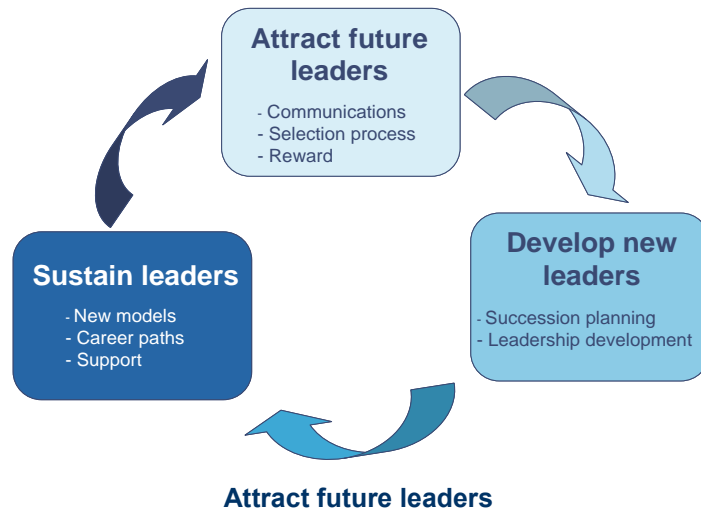 Attract future
leaders
- Communications
- Selection process
- Reward
Develop new
leaders
- Succession planning
- Leadership development
Sustain leaders
- New models
- Career paths
- Support
Attract future leaders